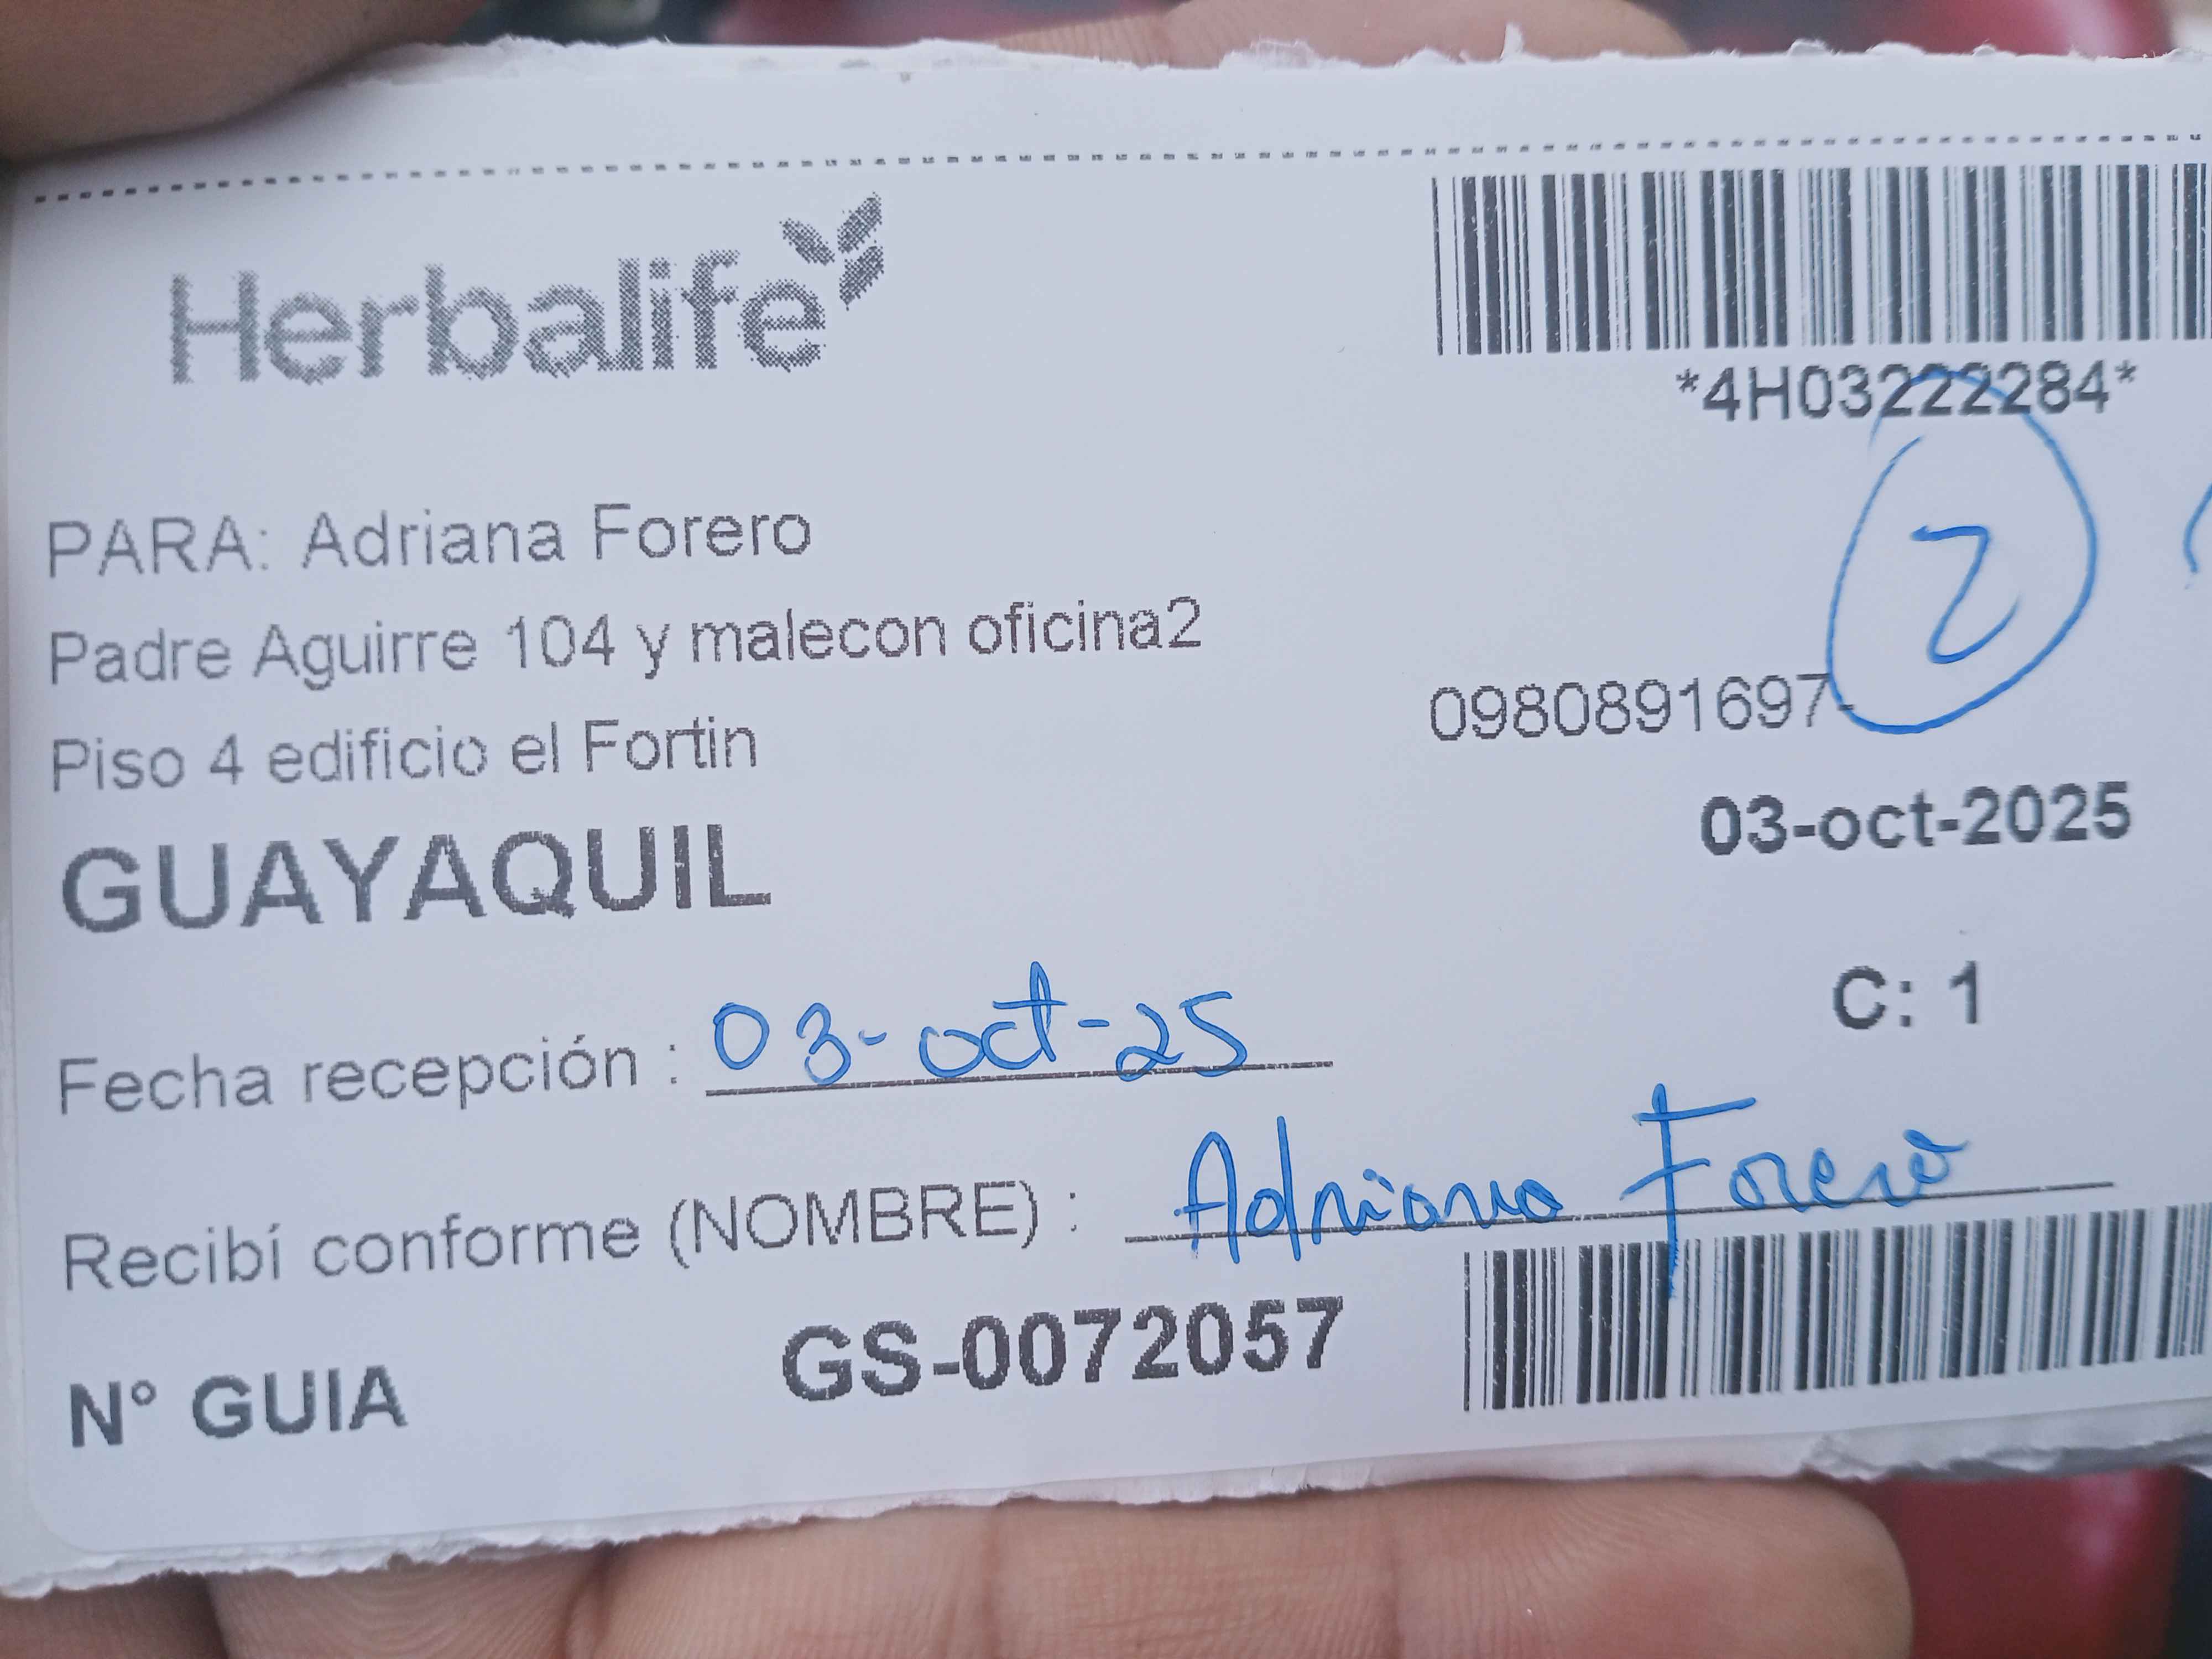 Herbalife
*4H03222284*
PARA: Adriana Forero
2
Padre Aguirre 104 y malecon oficina2
0980891697-
Piso 4 edificio el Fortin
03-oct-2025
GUAYAQUIL
C: 1
Fecha recepción : 03-oct-25
Recibí conforme (NOMBRE) : Adriana Forero
N° GUIA GS-0072057